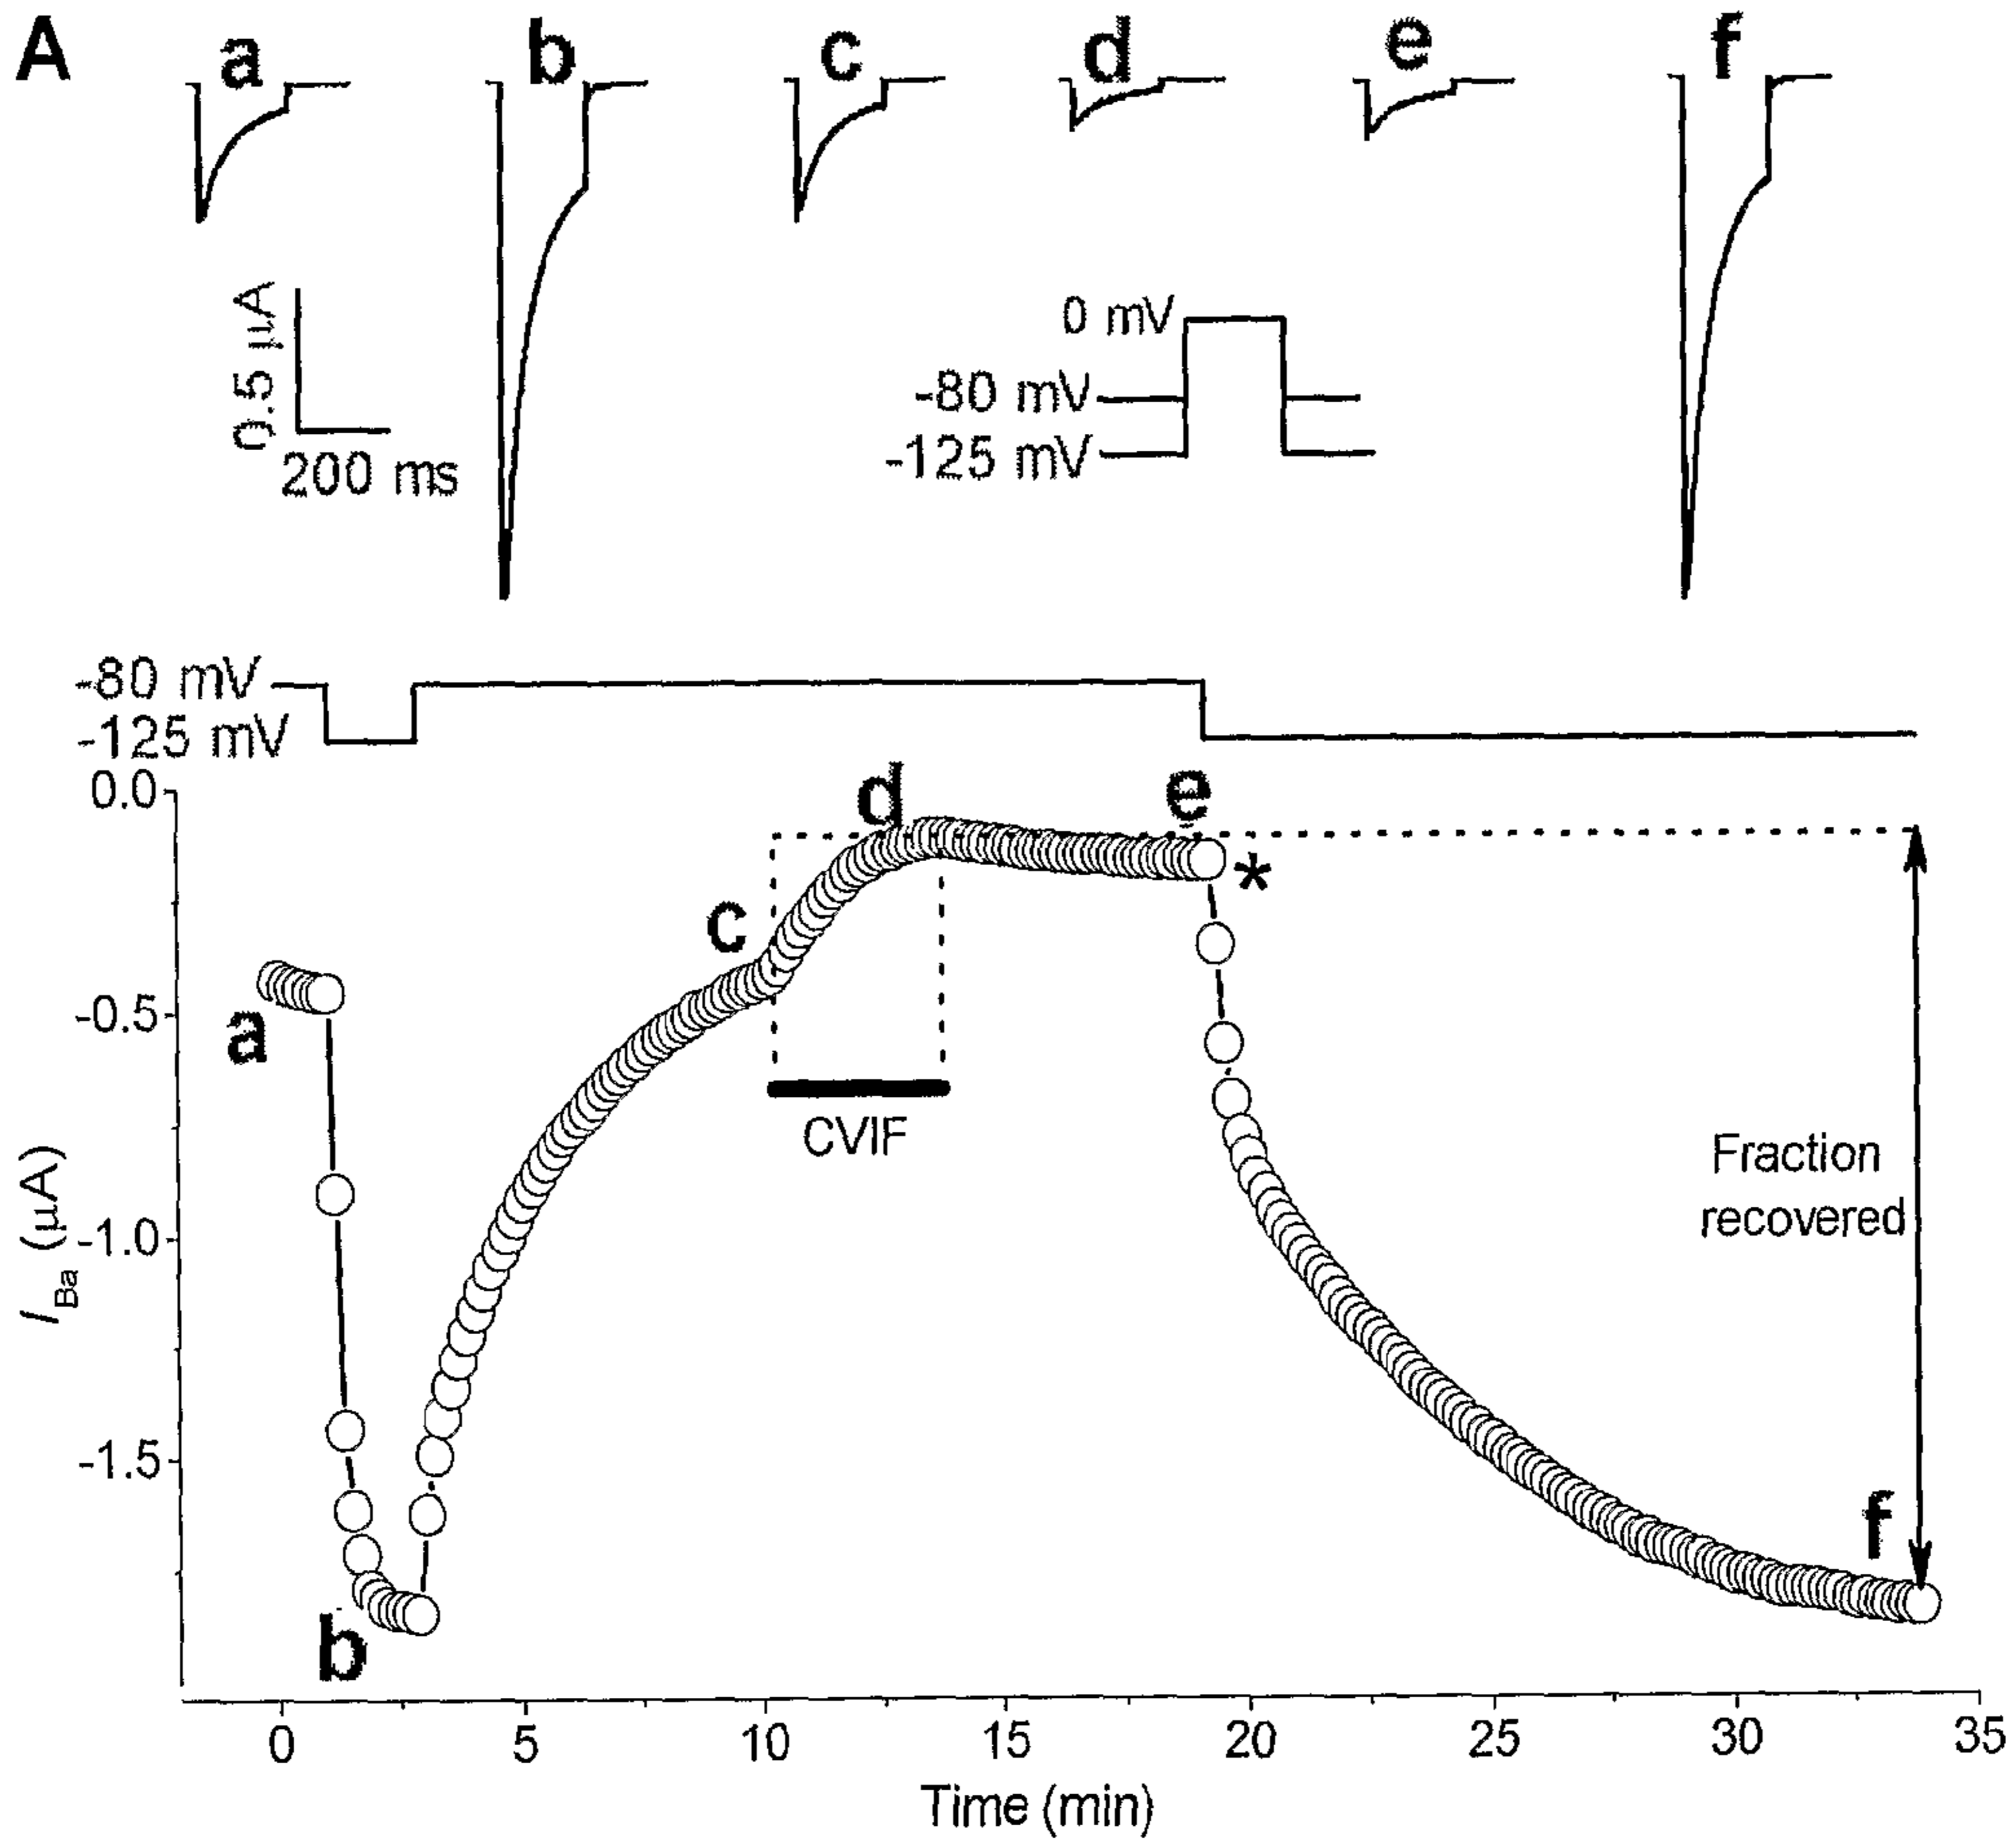 A
a b c d e f
0.5 µA
200 ms
0 mV
-80 mV
-125 mV
-80 mV
-125 mV
0.0
-0.5
-1.0
-1.5
I Ba (µA)
a
b
c
d
e
*
f
CVIF
Fraction
recovered
0 5 10 15 20 25 30 35
Time (min)